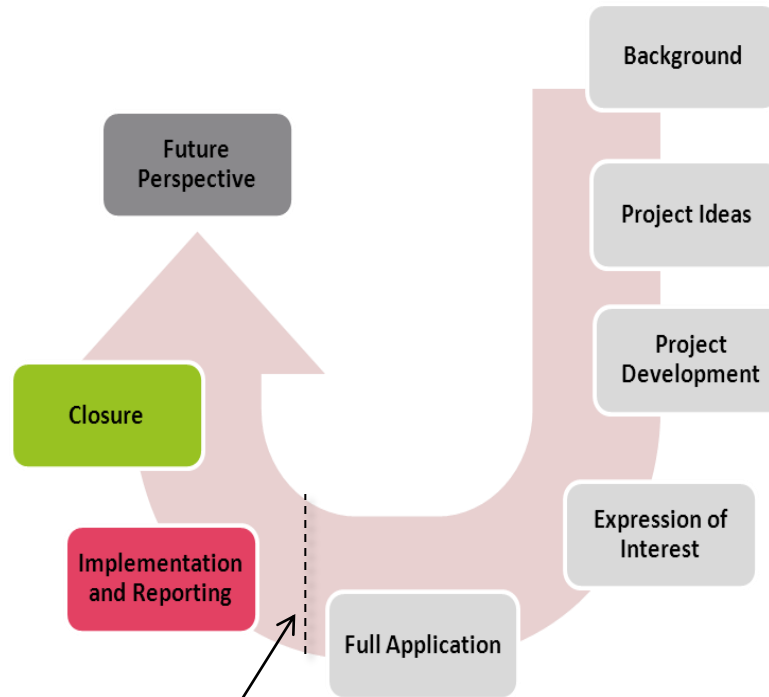 Background
Project Ideas
Project
Development
Expression of
Interest
Full Application
Implementation
and Reporting
Closure
Future
Perspective